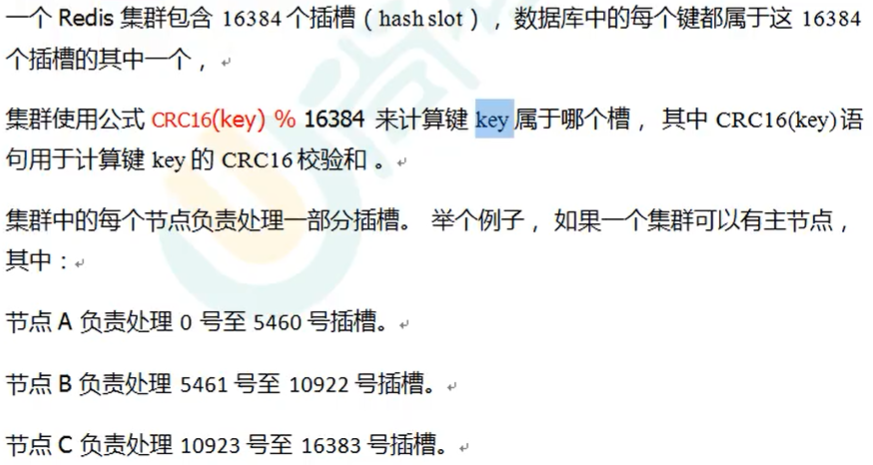 一个 Redis 集群包含 16384 个插槽（hash slot），数据库中的每个键都属于这 16384
个插槽的其中一个，
集群使用公式 CRC16(key) % 16384 来计算键 key 属于哪个槽， 其中 CRC16(key) 语
句用于计算键 key 的 CRC16 校验和 。
集群中的每个节点负责处理一部分插槽。 举个例子， 如果一个集群可以有主节点，
其中：
节点 A 负责处理 0 号至 5460 号插槽。
节点 B 负责处理 5461 号至 10922 号插槽。
节点 C 负责处理 10923 号至 16383 号插槽。